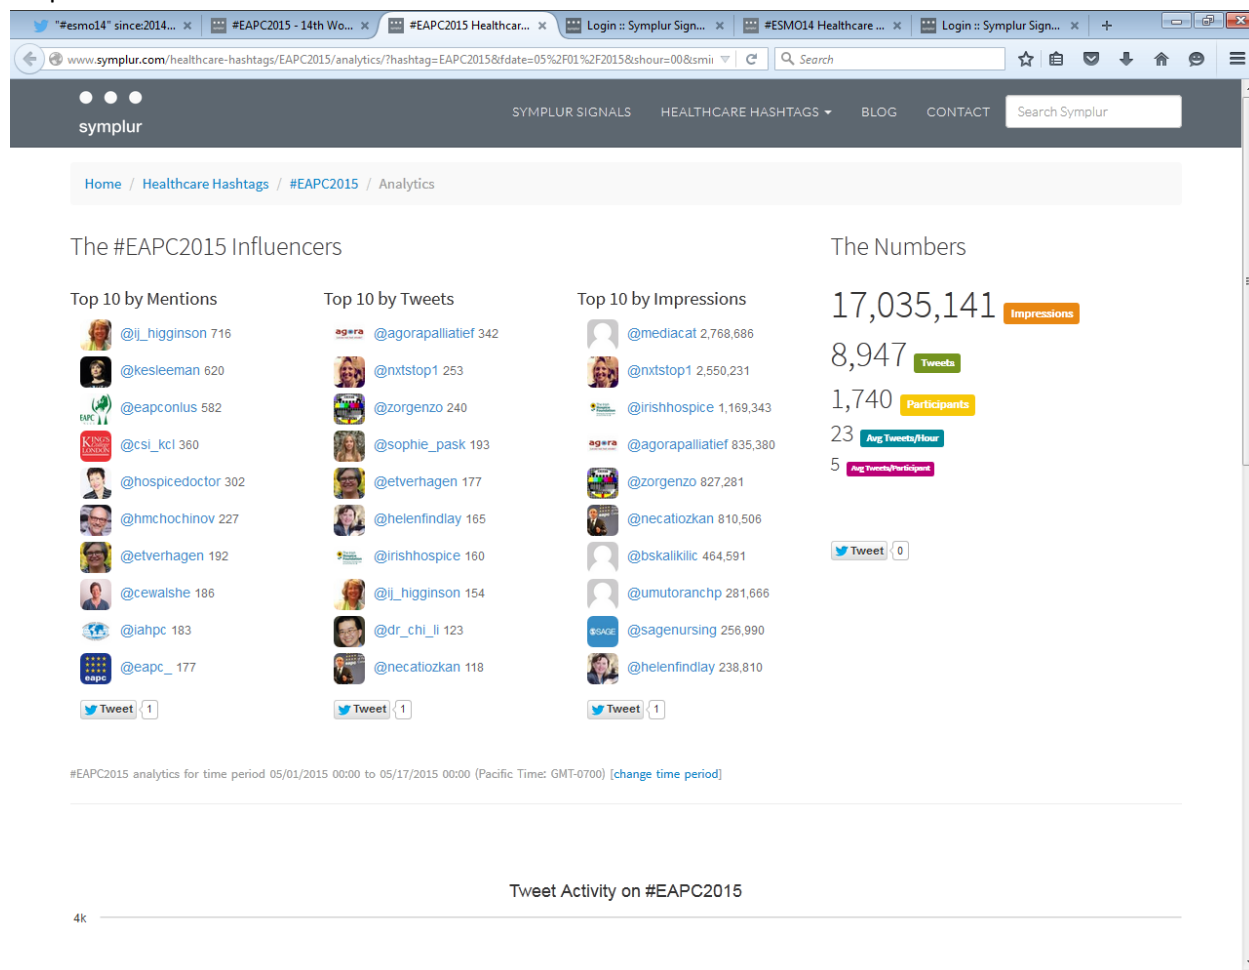 "#esmo14" since:2014... × #EAPC2015 - 14th Wo... × #EAPC2015 Healthcar... × Login :: Symplur Sign... × #ESMO14 Healthcare ... × Login :: Symplur Sign... × +
www.symplur.com/healthcare-hashtags/EAPC2015/analytics/?hashtag=EAPC2015&fdate=05%2F01%2F2015&shour=00&smi Search
symplur SYMPLUR SIGNALS HEALTHCARE HASHTAGS BLOG CONTACT Search Symplur
Home / Healthcare Hashtags / #EAPC2015 / Analytics
The #EAPC2015 Influencers
Top 10 by Mentions
@ij_higginson 716
@kesleeman 620
EAPC
@eapconlus 582
KING'S College LONDON
@csi_kcl 360
@hospicedoctor 302
@hmchochinov 227
@etverhagen 192
@cewalshe 186
@iahpc 183
eapc
@eapc_ 177
Tweet 1
Top 10 by Tweets
agora
@agorapalliatief 342
@nxtstop1 253
@zorgenzo 240
@sophie_pask 193
@etverhagen 177
@helenfindlay 165
@irishhospice 160
@ij_higginson 154
@dr_chi_li 123
@necatiozkan 118
Tweet 1
Top 10 by Impressions
@mediacat 2,768,686
@nxtstop1 2,550,231
@irishhospice 1,169,343
agora
@agorapalliatief 835,380
@zorgenzo 827,281
@necatiozkan 810,506
@bskalikilic 464,591
@umutoranchp 281,666
SAGE
@sagenursing 256,990
@helenfindlay 238,810
Tweet 1
The Numbers
17,035,141 Impressions
8,947 Tweets
1,740 Participants
23 Avg Tweets/Hour
5 Avg Tweets/Participant
Tweet 0
#EAPC2015 analytics for time period 05/01/2015 00:00 to 05/17/2015 00:00 (Pacific Time: GMT-0700) [change time period]
Tweet Activity on #EAPC2015
4k